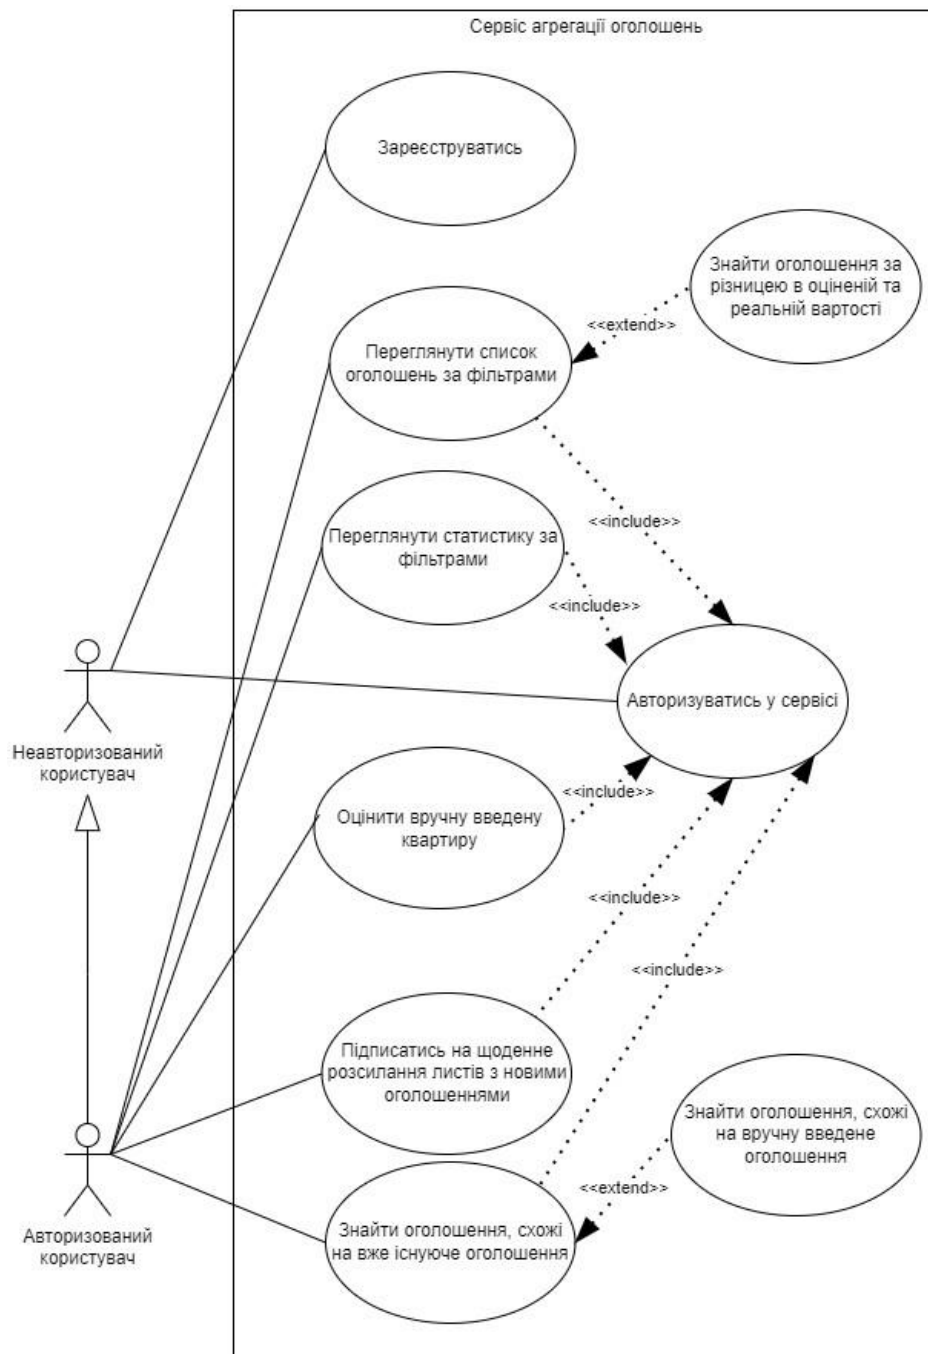 Сервіс агрегації оголошень
Зареєструватись
Знайти оголошення за
різницею в оціненій та
реальній вартості
<<extend>>
Переглянути список
оголошень за фільтрами
<<include>>
Переглянути статистику за
фільтрами
<<include>>
Авторизуватись у сервісі
Неавторизований
користувач
Оцінити вручну введену
квартиру
<<include>>
<<include>>
<<include>>
Підписатись на щоденне
розсилання листів з новими
оголошеннями
Знайти оголошення, схожі
на вручну введене
оголошення
<<extend>>
Знайти оголошення, схожі
на вже існуюче оголошення
Авторизований
користувач